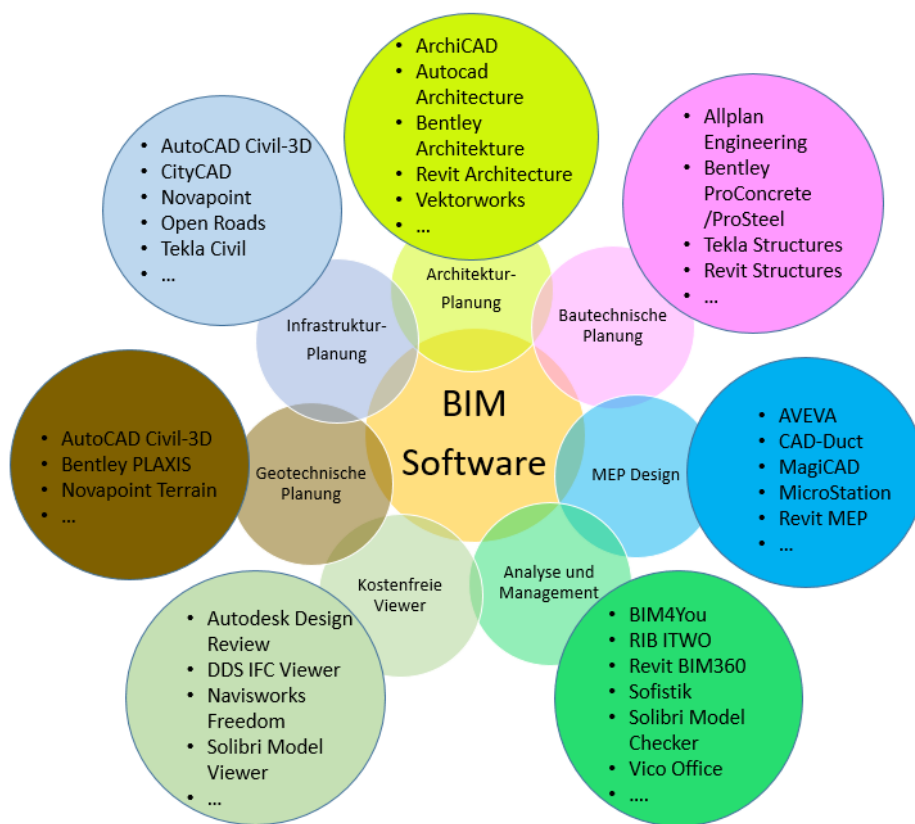 • ArchiCAD
• Autocad
Architecture
• Bentley
Architekture
• Revit Architecture
• Vektorworks
• ...
• Allplan
Engineering
• Bentley
ProConcrete
/ProSteel
• Tekla Structures
• Revit Structures
• ...
• AutoCAD Civil-3D
• CityCAD
• Novapoint
• Open Roads
• Tekla Civil
• ...
Architektur-
Planung
Bautechnische
Planung
Infrastruktur-
Planung
BIM
Software
• AutoCAD Civil-3D
• Bentley PLAXIS
• Novapoint Terrain
• ...
Geotechnische
Planung
MEP Design
• AVEVA
• CAD-Duct
• MagiCAD
• MicroStation
• Revit MEP
• ...
Kostenfreie
Viewer
Analyse und
Management
• Autodesk Design
Review
• DDS IFC Viewer
• Navisworks
Freedom
• Solibri Model
Viewer
• ...
• BIM4You
• RIB ITWO
• Revit BIM360
• Sofistik
• Solibri Model
Checker
• Vico Office
• ....